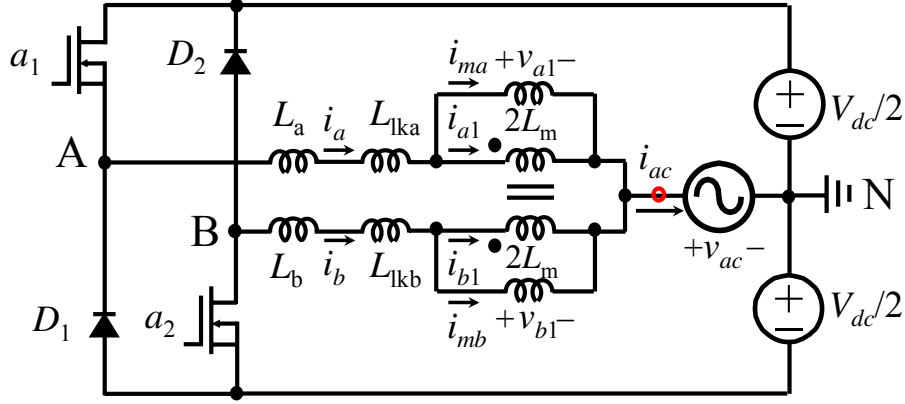 a1
D2
ima
+va1−
La
ia
Llka
ia1
2Lm
A
iac
Vdc/2
N
B
Lb
ib
Llkb
ib1
2Lm
+vac−
D1
a2
imb
+vb1−
Vdc/2